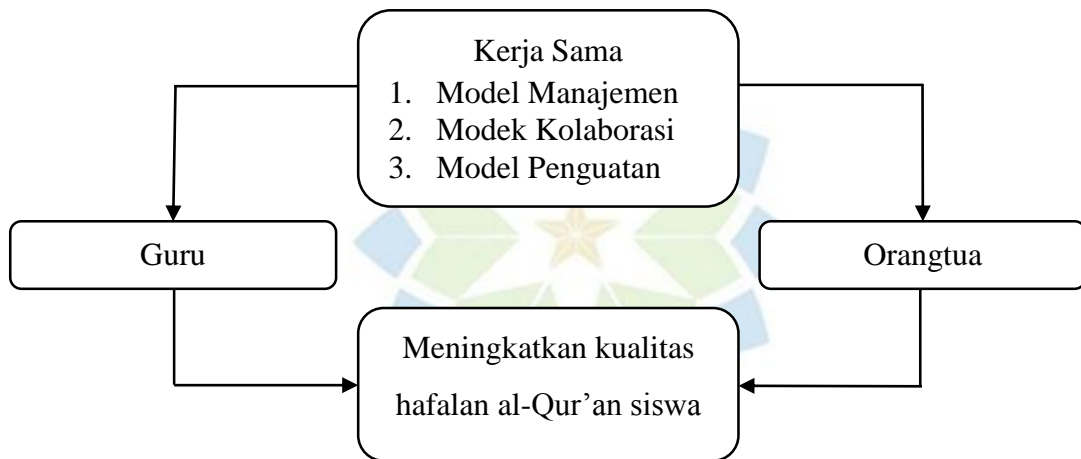 Kerja Sama
1. Model Manajemen
2. Modek Kolaborasi
3. Model Penguatan
Guru
Orangtua
Meningkatkan kualitas
hafalan al-Qur’an siswa